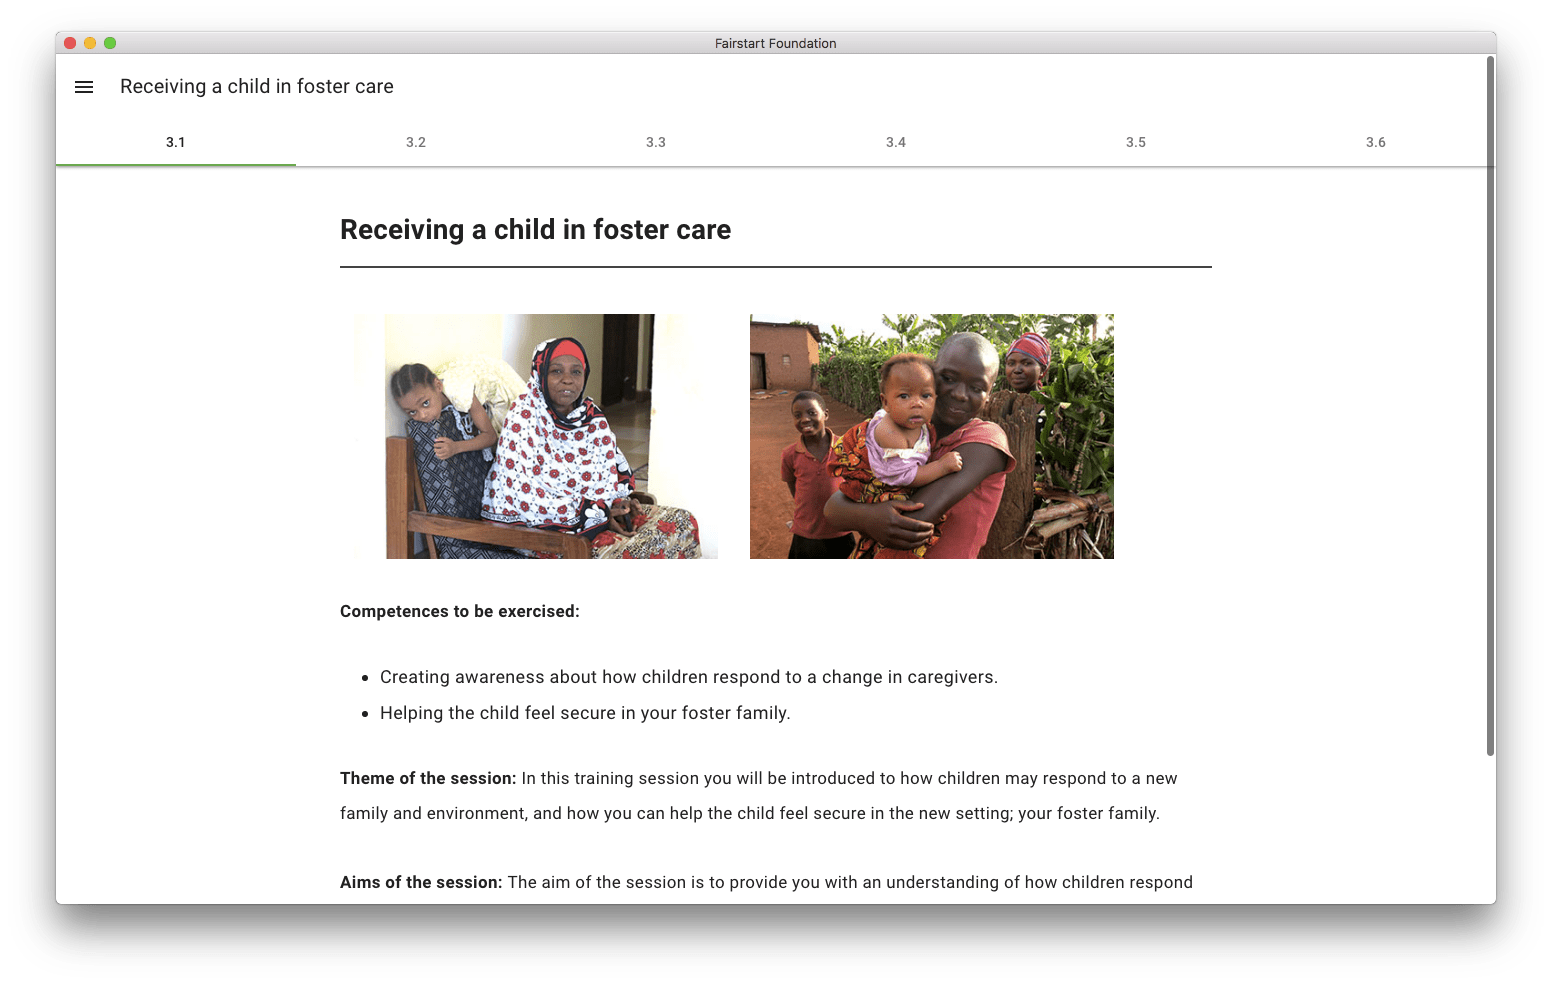 Fairstart Foundation
Receiving a child in foster care
3.1
3.2
3.3
3.4
3.5
3.6
Receiving a child in foster care
Competences to be exercised:
Creating awareness about how children respond to a change in caregivers.
Helping the child feel secure in your foster family.
Theme of the session: In this training session you will be introduced to how children may respond to a new
family and environment, and how you can help the child feel secure in the new setting; your foster family.
Aims of the session: The aim of the session is to provide you with an understanding of how children respond